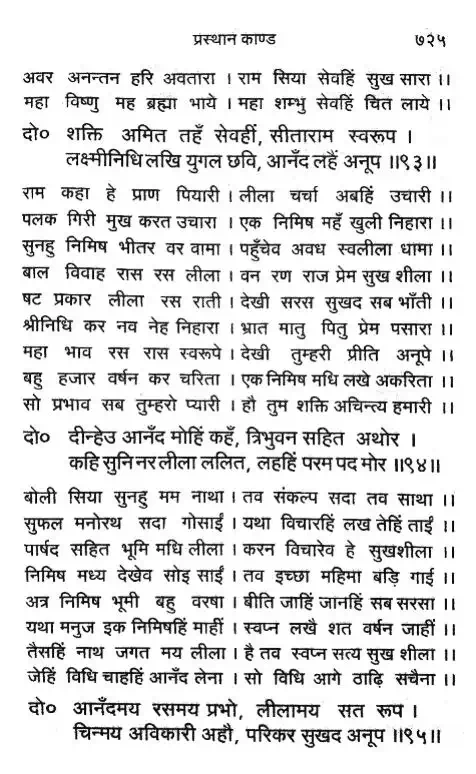 प्रस्थान काण्ड ७२५
अवर अनन्तन हरि अवतारा । राम सिया सेवहिं सुख सारा ।।
महा विष्णु मह ब्रह्मा भाये । महा शम्भु सेवहिं चित लाये ।।
दो० शक्ति अमित तहँ सेवहीं, सीताराम स्वरूप ।
लक्ष्मीनिधि लखि युगल छवि, आनँद लहैं अनूप ।।९३।।
राम कहा हे प्राण पियारी । लीला चर्चा अबहिं उचारी ।।
पलक गिरी मुख करत उचारा । एक निमिष महँ खुली निहारा ।।
सुनहु निमिष भीतर वर वामा । पहुँचेव अवध स्वलीला धामा ।।
बाल विवाह रास रस लीला । वन रण राज प्रेम सुख शीला ।।
षट प्रकार लीला रस राती । देखी सरस सुखद सब भाँती ।।
श्रीनिधि कर नव नेह निहारा । भ्रात मातु पितु प्रेम पसारा ।।
महा भाव रस रास स्वरूपे । देखी तुम्हरी प्रीति अनूपे ।।
बहु हजार वर्षन कर चरिता । एक निमिष मधि लखे अकरिता ।।
सो प्रभाव सब तुम्हरो प्यारी । हौ तुम शक्ति अचिन्त्य हमारी ।।
दो० दीन्हेउ आनँद मोहिं कहँ, त्रिभुवन सहित अथोर ।
कहि सुनि नर लीला ललित, लहहिं परम पद मोर ।।९४।।
बोली सिया सुनहु मम नाथा । तव संकल्प सदा तव साथा ।।
सुफल मनोरथ सदा गोसाईं । यथा विचारहिं लख तेहिं ताईं ।।
पार्षद सहित भूमि मधि लीला । करन विचारेव हे सुखशीला ।।
निमिष मध्य देखेव सोइ साईं । तव इच्छा महिमा बड़ि गाई ।।
अत्र निमिष भूमी बहु वरषा । बीति जाहिं जानहिं सब सरसा ।।
यथा मनुज इक निमिषहिं माहीं । स्वप्न लखै शत वर्षन जाहीं ।।
तैसहिं नाथ जगत मय लीला । है तव स्वप्न सत्य सुख शीला ।।
जेहिं विधि चाहहिं आनँद लेना । सो विधि आगे ठाढ़ि सचैना ।।
दो० आनँदमय रसमय प्रभो, लीलामय सत रूप ।
चिन्मय अविकारी अहौ, परिकर सुखद अनूप ।।९५।।